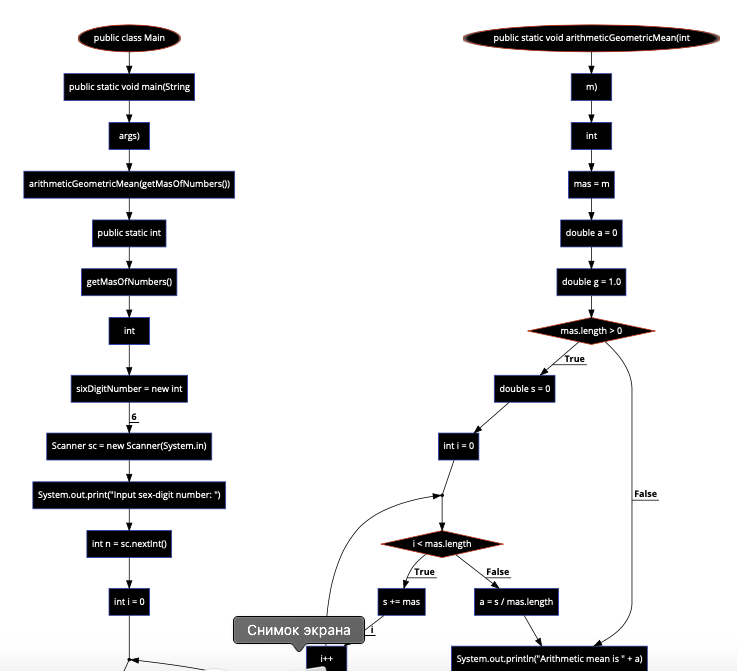 public class Main
public static void main(String
args)
arithmeticGeometricMean(getMasOfNumbers())
public static int
getMasOfNumbers()
int
sixDigitNumber = new int
6
Scanner sc = new Scanner(System.in)
System.out.print("Input sex-digit number: ")
int n = sc.nextInt()
int i = 0
public static void arithmeticGeometricMean(int
m)
int
mas = m
double a = 0
double g = 1.0
mas.length > 0
True
False
double s = 0
int i = 0
i < mas.length
True
False
s += mas
a = s / mas.length
i
Снимок экрана
i++
System.out.println("Arithmetic mean is " + a)